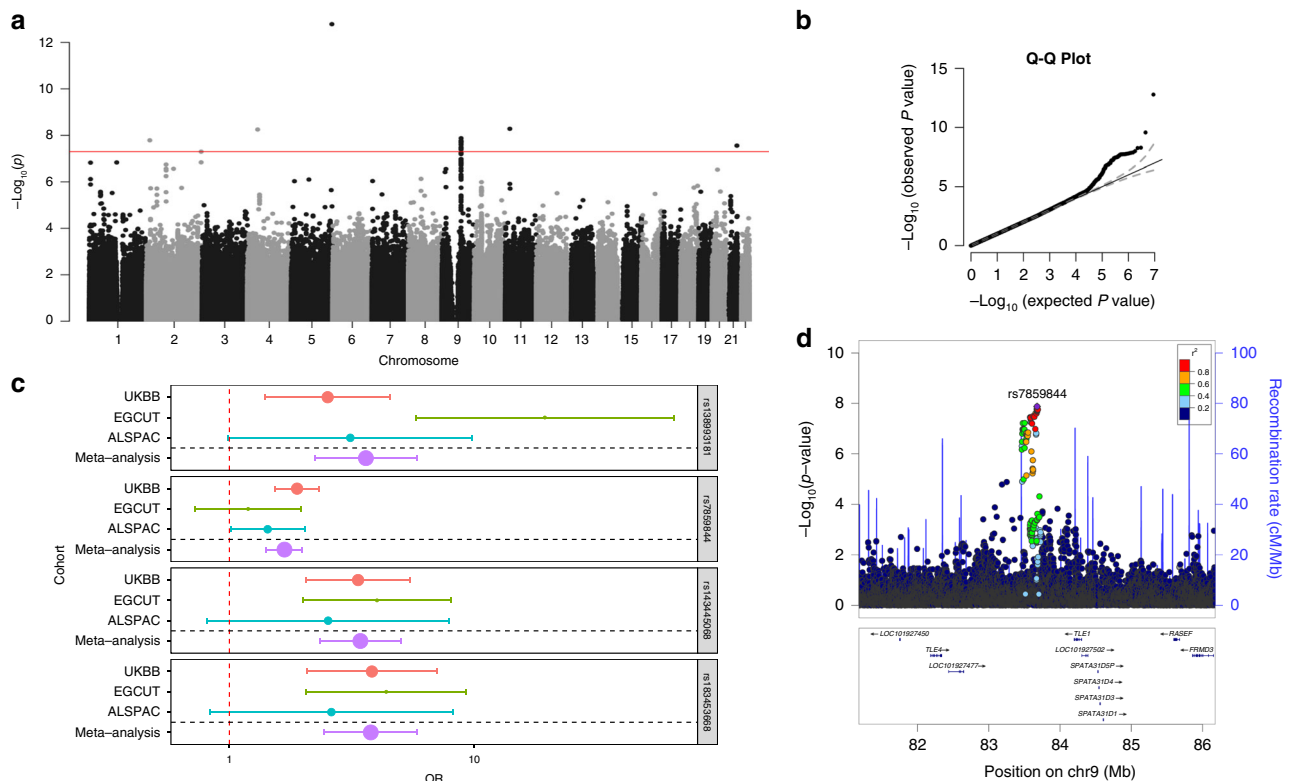 a
12
10
8
6
4
2
0
–Log10(p)
1 2 3 4 5 6 7 8 9 10 11 12 13 15 17 19 21
Chromosome
b
Q-Q Plot
15
10
5
0
–Log10 (observed P value)
0 1 2 3 4 5 6 7
–Log10 (expected P value)
c
Cohort
UKBB
EGCUT
ALSPAC
Meta–analysis
rs138993181
UKBB
EGCUT
ALSPAC
Meta–analysis
rs7859844
UKBB
EGCUT
ALSPAC
Meta–analysis
rs143445068
UKBB
EGCUT
ALSPAC
Meta–analysis
rs183453668
1 10
OR
d
10
8
6
4
2
0
–Log10(p–value)
rs7859844
r2
0.8
0.6
0.4
0.2
100
80
60
40
20
0
Recombination rate (cM/Mb)
LOC101927450
TLE1
RASEF
TLE4
LOC101927502
FRMD3
LOC101927477
SPATA31D5P
SPATA31D4
SPATA31D3
SPATA31D1
82 83 84 85 86
Position on chr9 (Mb)